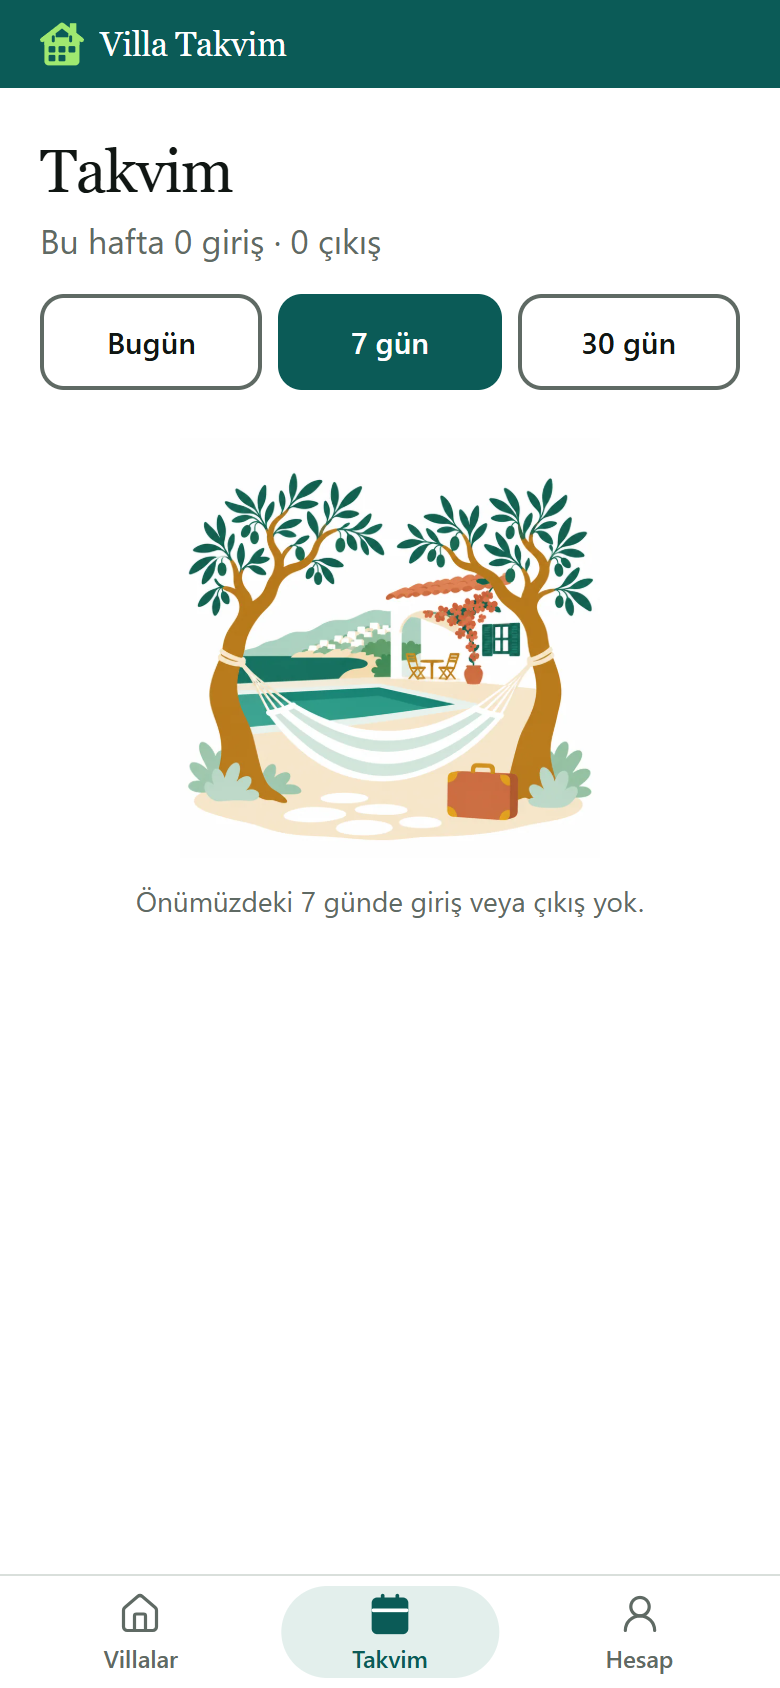 Villa Takvim
Takvim
Bu hafta 0 giriş · 0 çıkış
Bugün
7 gün
30 gün
Önümüzdeki 7 günde giriş veya çıkış yok.
Villalar
Takvim
Hesap